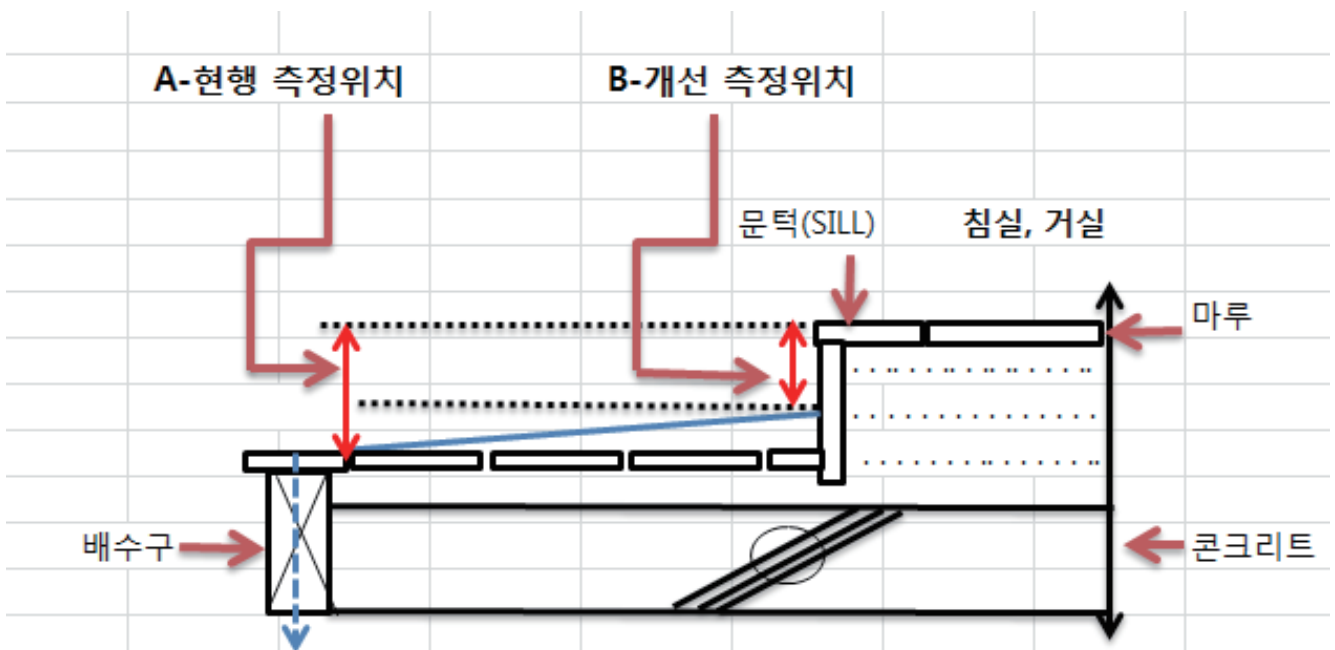 A-현행 측정위치
B-개선 측정위치
문턱(SILL)
침실, 거실
마루
배수구
콘크리트